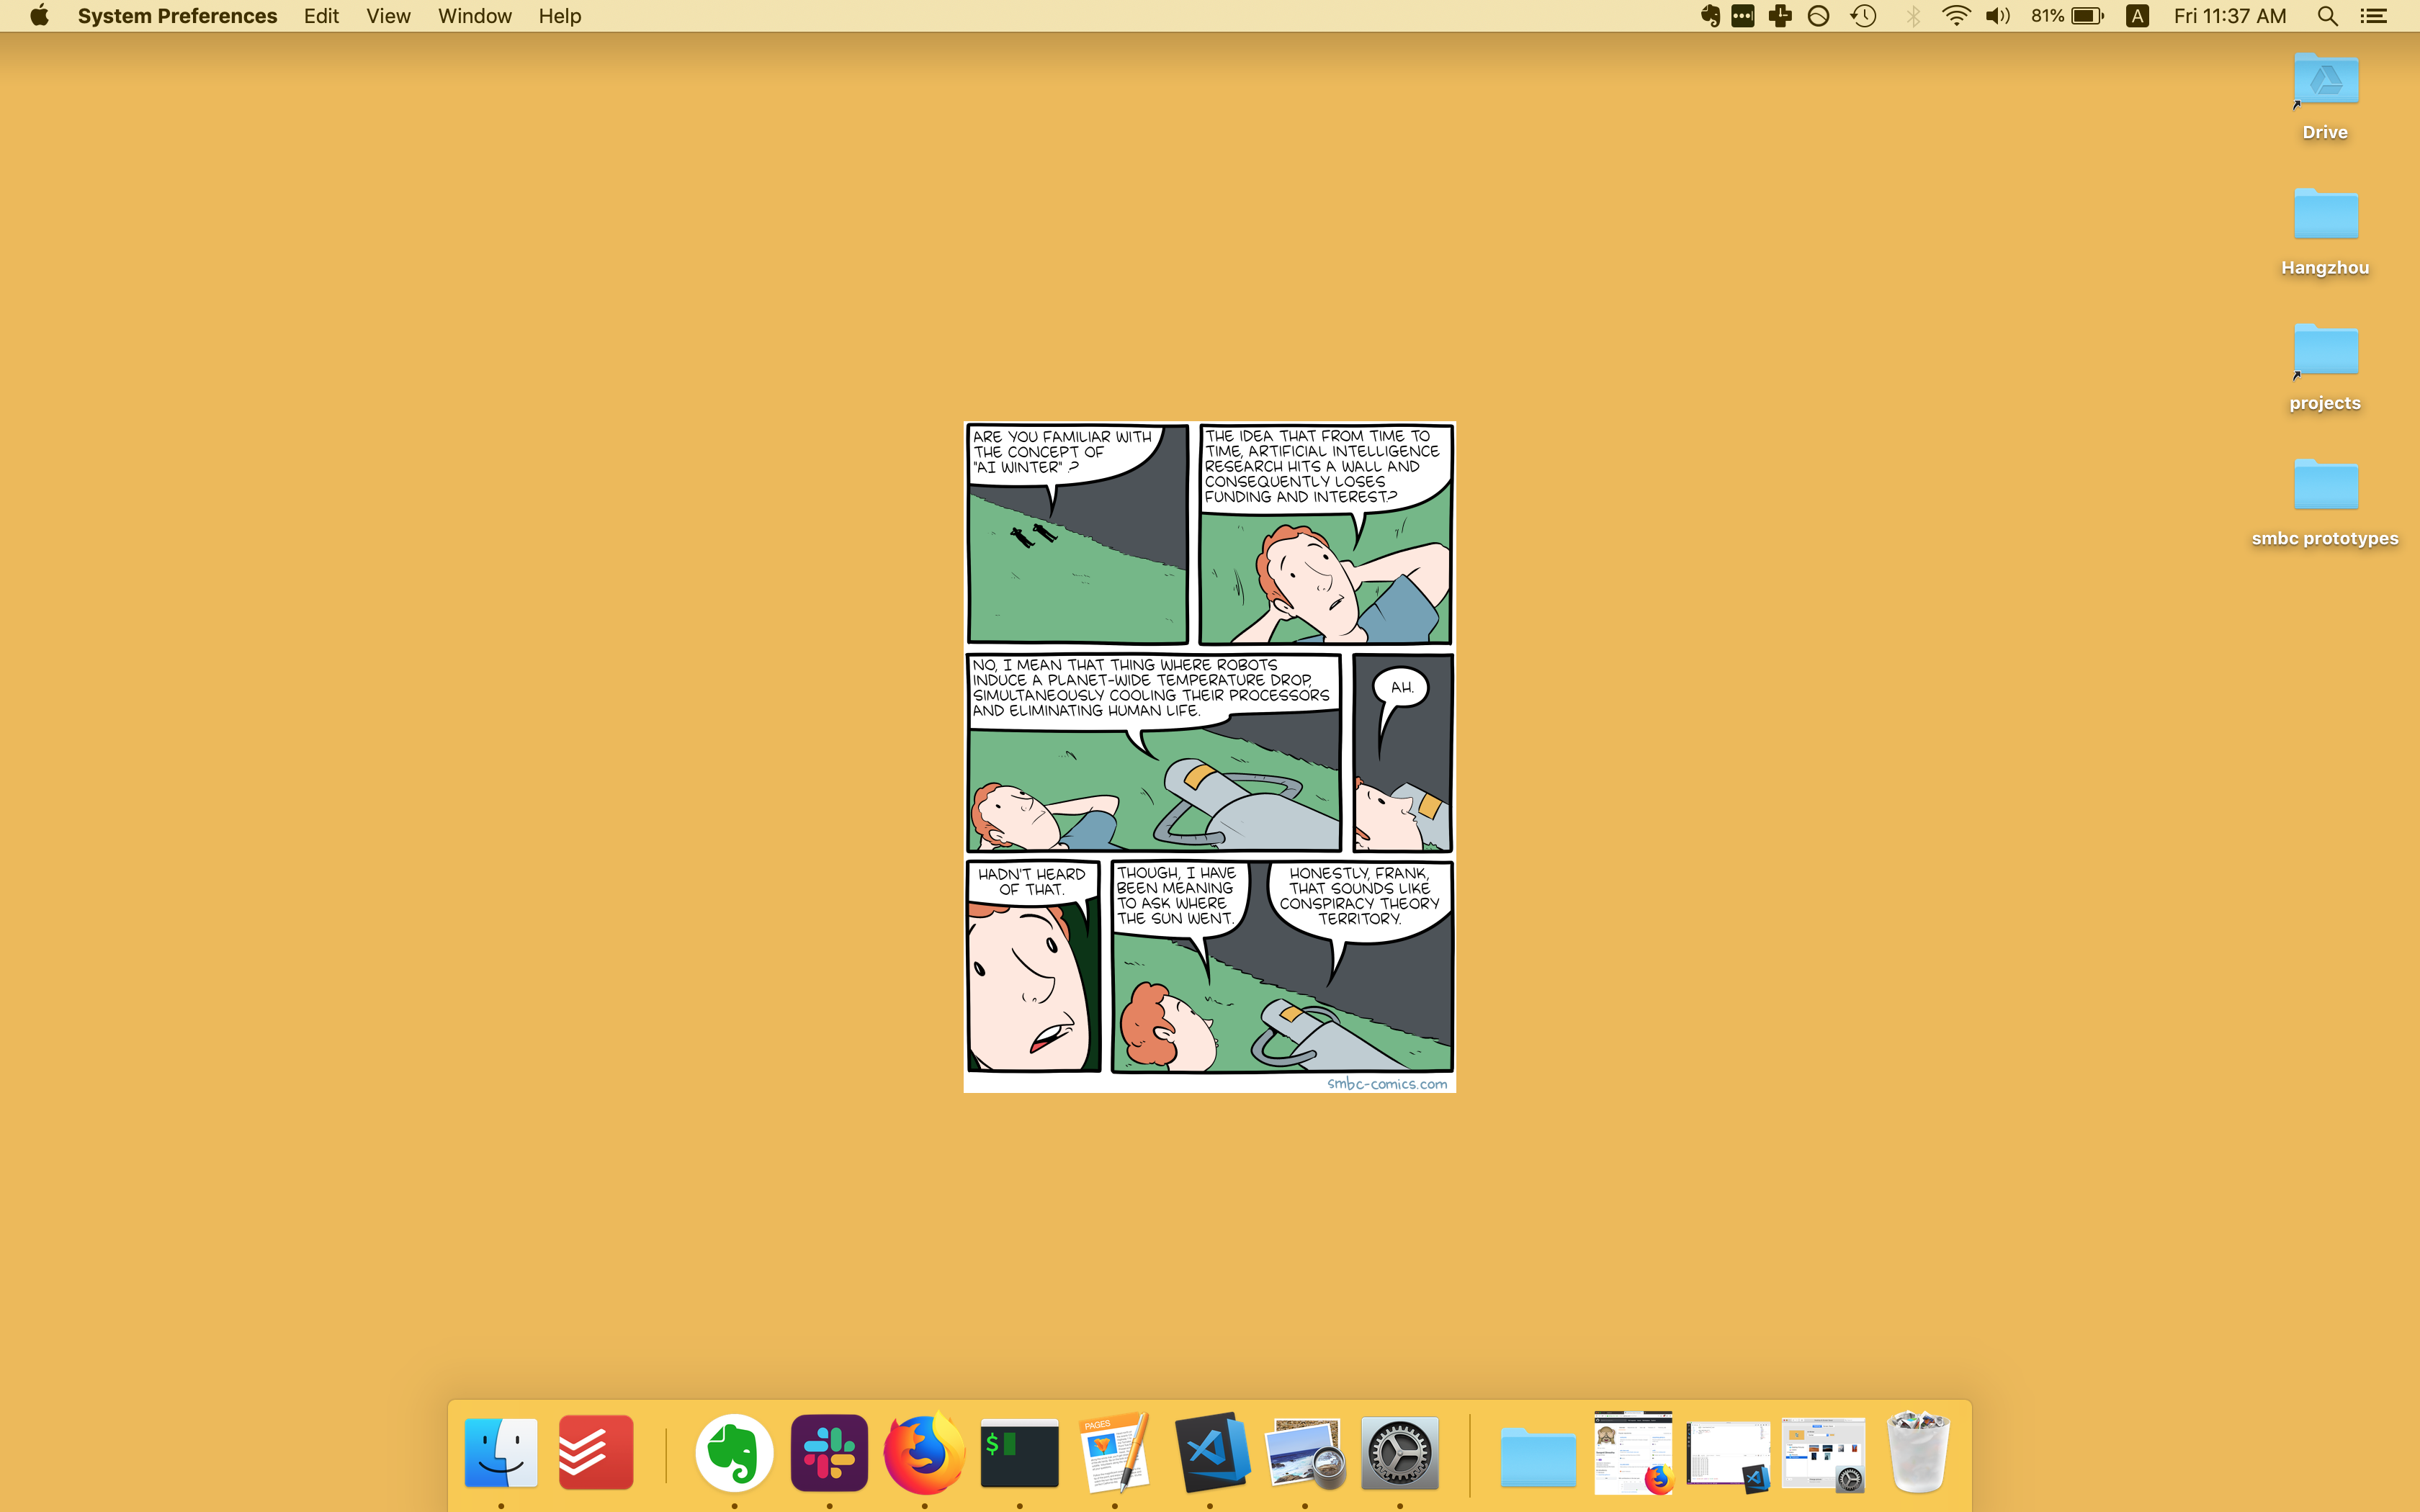 System Preferences Edit View Window Help
81% A Fri 11:37 AM
Drive
Hangzhou
projects
smbc prototypes
ARE YOU FAMILIAR WITH
THE CONCEPT OF
"AI WINTER" ?
THE IDEA THAT FROM TIME TO
TIME, ARTIFICIAL INTELLIGENCE
RESEARCH HITS A WALL AND
CONSEQUENTLY LOSES
FUNDING AND INTEREST?
NO, I MEAN THAT THING WHERE ROBOTS
INDUCE A PLANET-WIDE TEMPERATURE DROP,
SIMULTANEOUSLY COOLING THEIR PROCESSORS
AND ELIMINATING HUMAN LIFE.
AH.
HADN'T HEARD
OF THAT.
THOUGH, I HAVE
BEEN MEANING
TO ASK WHERE
THE SUN WENT.
HONESTLY, FRANK,
THAT SOUNDS LIKE
CONSPIRACY THEORY
TERRITORY.
smbc-comics.com
$
PAGES